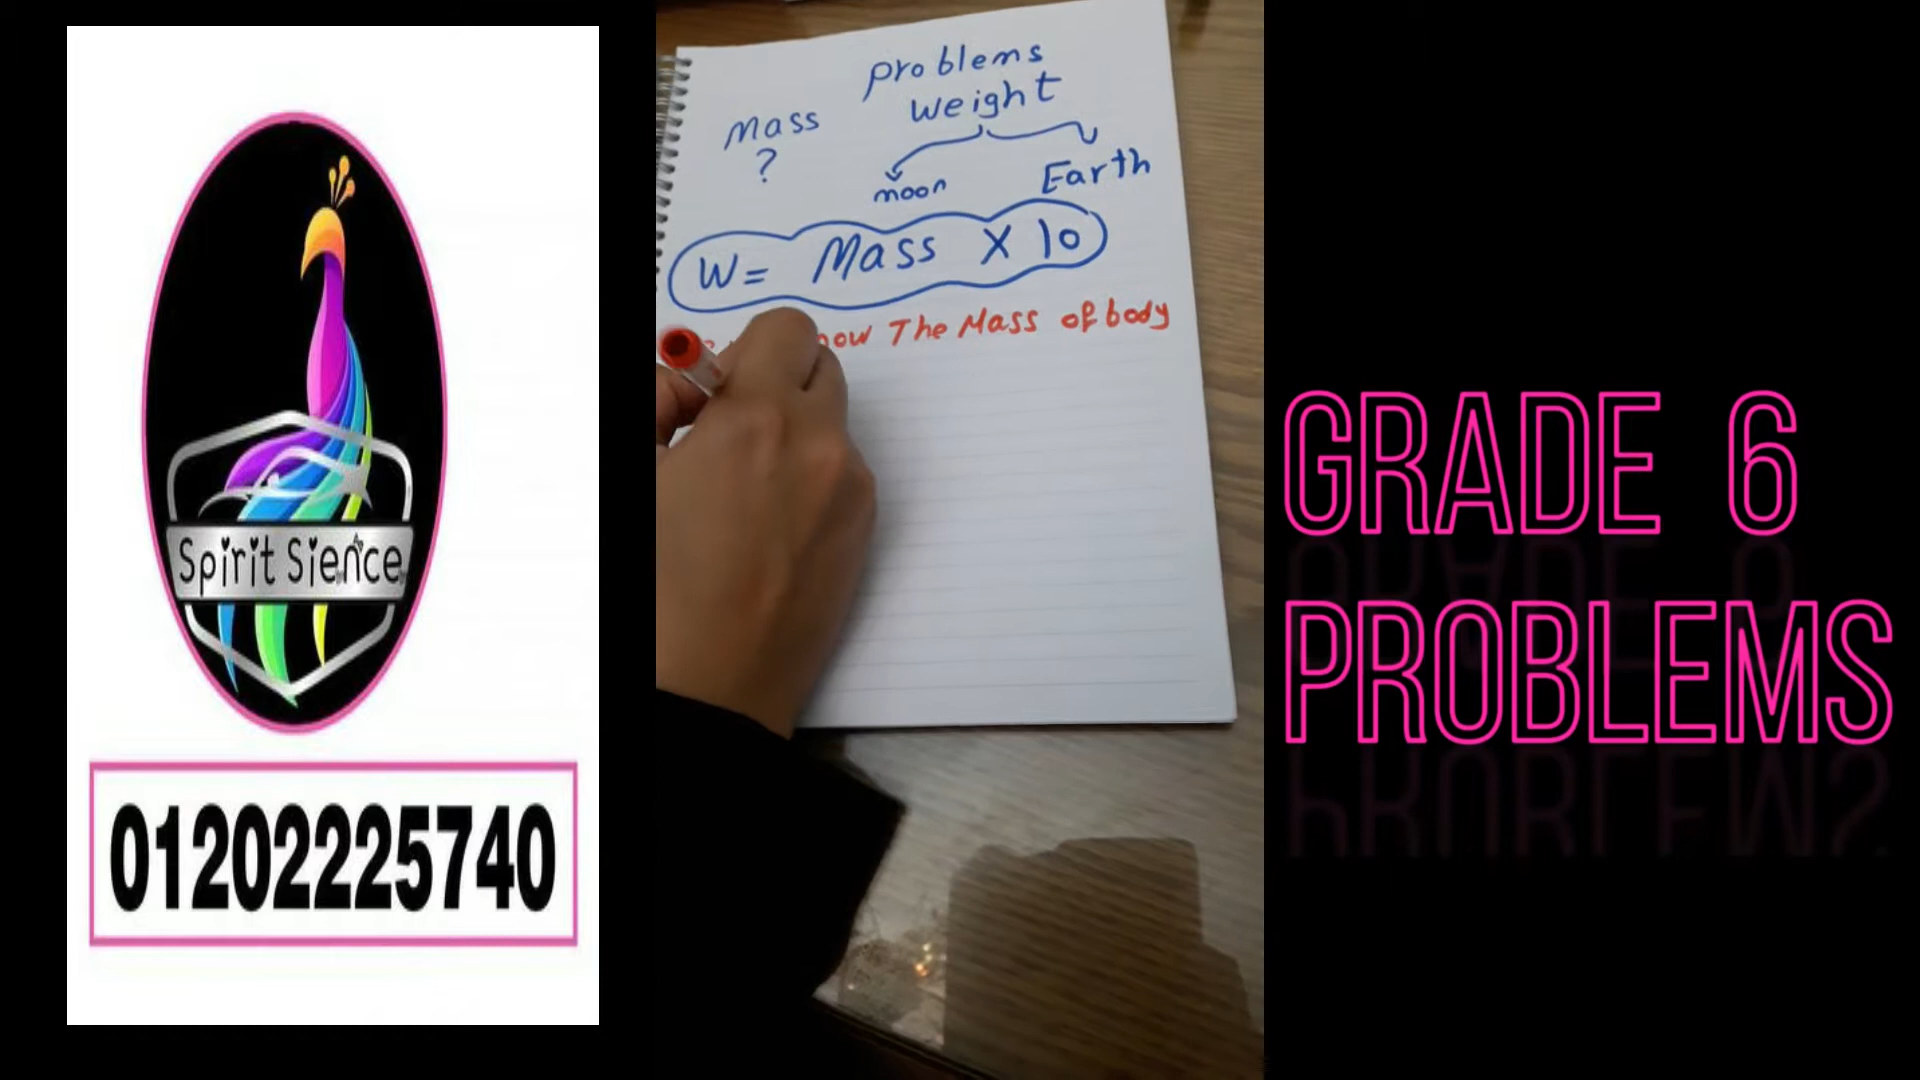 Spirit Sience
01202225740
Problems
Mass
weight
?
moon
Earth
W = Mass X 10
The Mass of body
GRADE 6
PROBLEMS